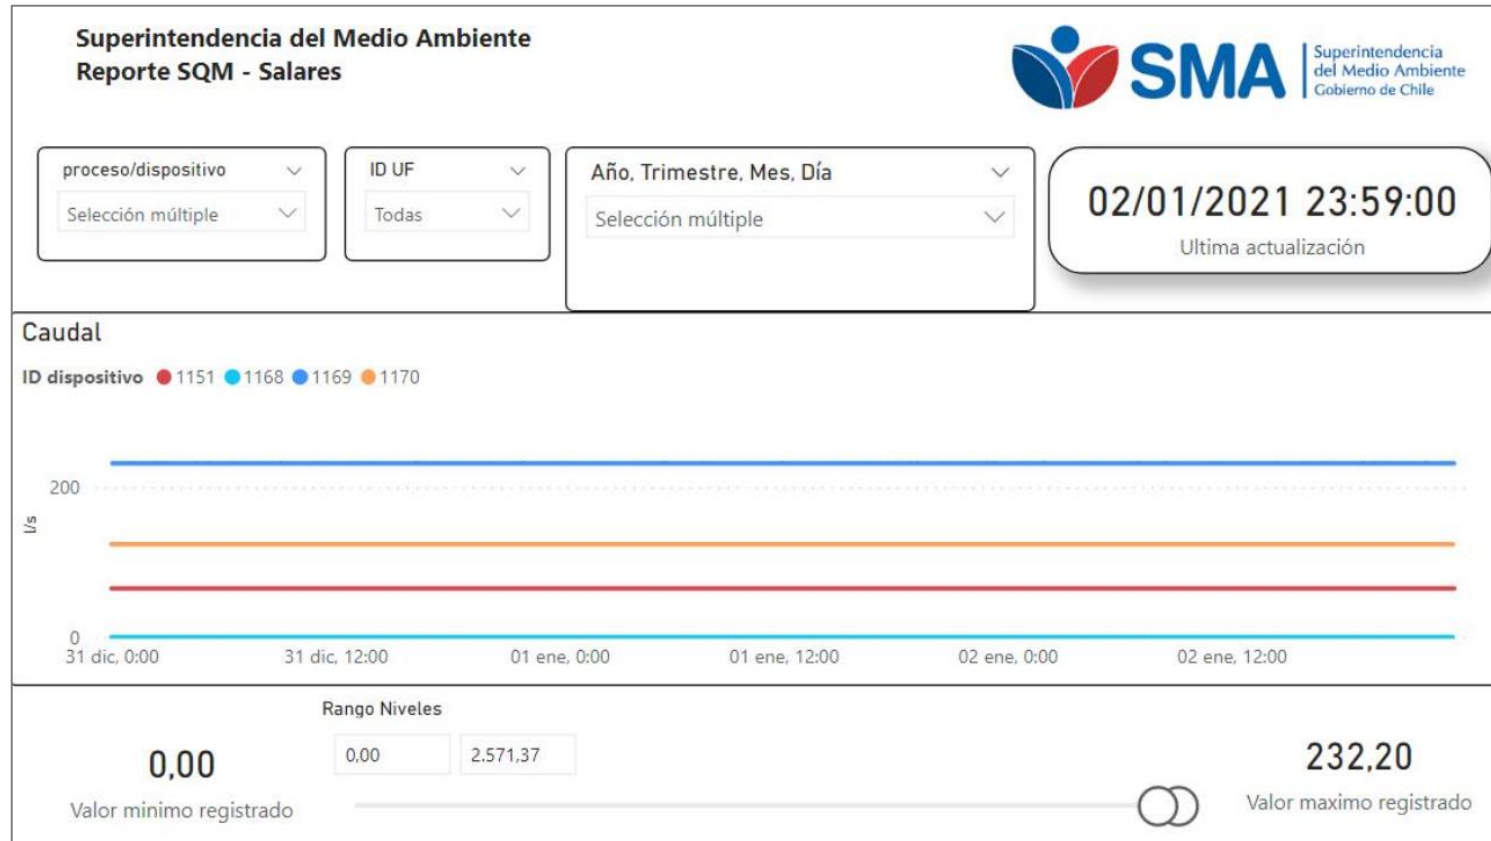 Superintendencia del Medio Ambiente
Reporte SQM - Salares
SMA
Superintendencia
del Medio Ambiente
Gobierno de Chile
proceso/dispositivo
Selección múltiple
ID UF
Todas
Año, Trimestre, Mes, Día
Selección múltiple
02/01/2021 23:59:00
Ultima actualización
Caudal
ID dispositivo 1151 1168 1169 1170
200
l/s
0
31 dic, 0:00 31 dic, 12:00 01 ene, 0:00 01 ene, 12:00 02 ene, 0:00 02 ene, 12:00
Rango Niveles
0,00 2.571,37
0,00
Valor minimo registrado
232,20
Valor maximo registrado